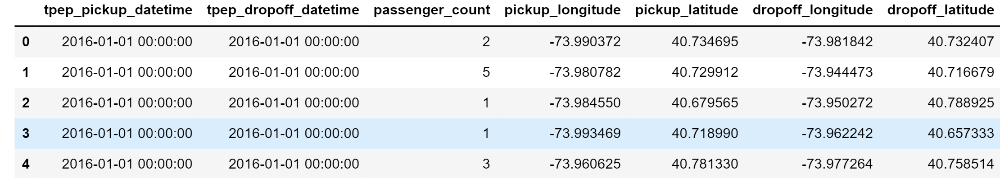 tpep_pickup_datetime tpep_dropoff_datetime passenger_count pickup_longitude pickup_latitude dropoff_longitude dropoff_latitude
0 2016-01-01 00:00:00 2016-01-01 00:00:00 2 -73.990372 40.734695 -73.981842 40.732407
1 2016-01-01 00:00:00 2016-01-01 00:00:00 5 -73.980782 40.729912 -73.944473 40.716679
2 2016-01-01 00:00:00 2016-01-01 00:00:00 1 -73.984550 40.679565 -73.950272 40.788925
3 2016-01-01 00:00:00 2016-01-01 00:00:00 1 -73.993469 40.718990 -73.962242 40.657333
4 2016-01-01 00:00:00 2016-01-01 00:00:00 3 -73.960625 40.781330 -73.977264 40.758514